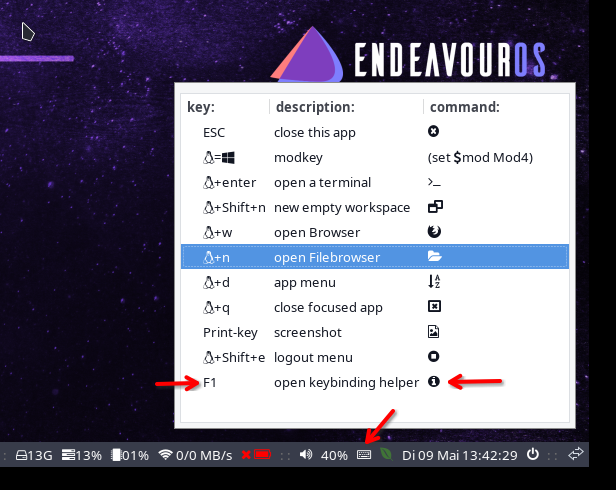 ENDEAVOUROS
key: description: command:
ESC close this app
= modkey (set $mod Mod4)
+enter open a terminal >_
+Shift+n new empty workspace
+w open Browser
+n open Filebrowser
+d app menu
+q close focused app
Print-key screenshot
+Shift+e logout menu
F1 open keybinding helper
13G 13% 01% 0/0 MB/s 40% Di 09 Mai 13:42:29